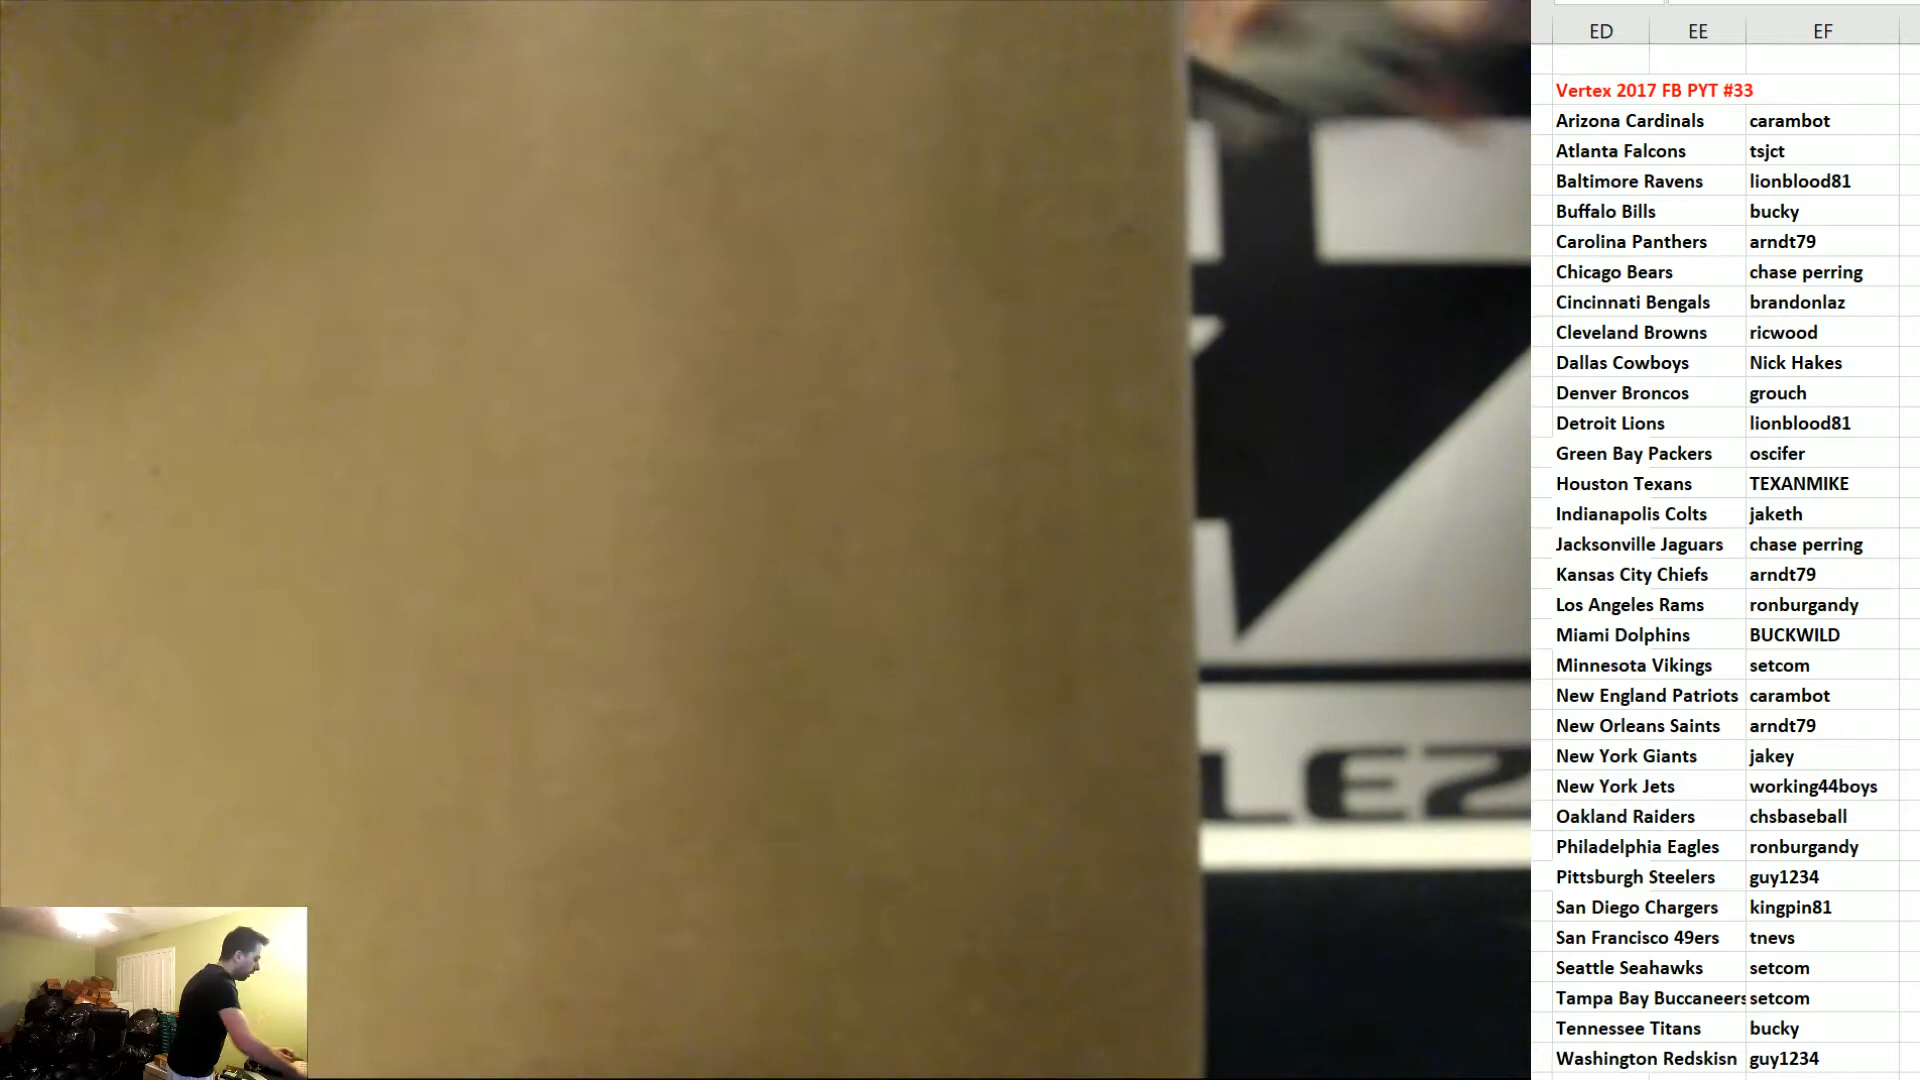 ED EE EF
Vertex 2017 FB PYT #33
Arizona Cardinals carambot
Atlanta Falcons tsjct
Baltimore Ravens lionblood81
Buffalo Bills bucky
Carolina Panthers arndt79
Chicago Bears chase perring
Cincinnati Bengals brandonlaz
Cleveland Browns ricwood
Dallas Cowboys Nick Hakes
Denver Broncos grouch
Detroit Lions lionblood81
Green Bay Packers oscifer
Houston Texans TEXANMIKE
Indianapolis Colts jaketh
Jacksonville Jaguars chase perring
Kansas City Chiefs arndt79
Los Angeles Rams ronburgandy
Miami Dolphins BUCKWILD
Minnesota Vikings setcom
New England Patriots carambot
New Orleans Saints arndt79
New York Giants jakey
New York Jets working44boys
Oakland Raiders chsbaseball
Philadelphia Eagles ronburgandy
Pittsburgh Steelers guy1234
San Diego Chargers kingpin81
San Francisco 49ers tnevs
Seattle Seahawks setcom
Tampa Bay Buccaneers setcom
Tennessee Titans bucky
Washington Redskisn guy1234
LEZ